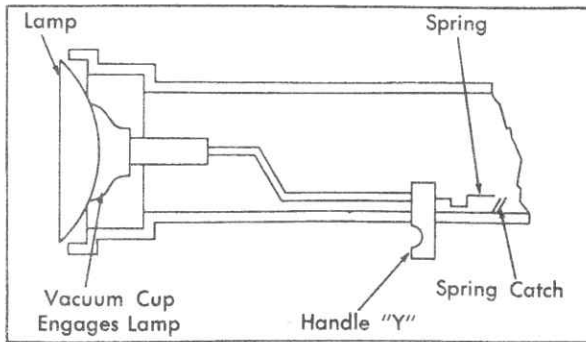 Lamp
Spring
Vacuum Cup
Engages Lamp
Handle "Y"
Spring Catch